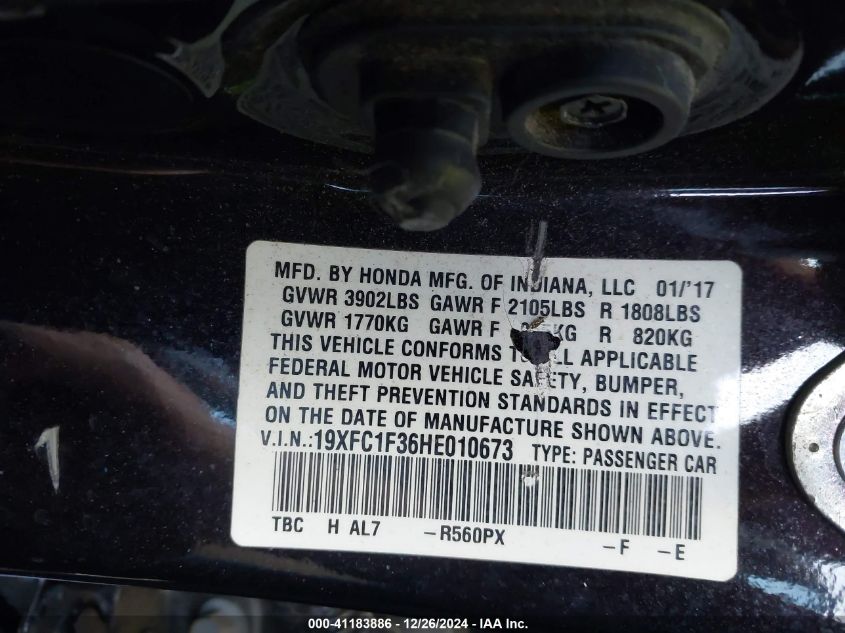 MFD. BY HONDA MFG. OF INDIANA, LLC 01/'17
GVWR 3902LBS GAWR F 2105LBS R 1808LBS
GVWR 1770KG GAWR F R 820KG
THIS VEHICLE CONFORMS TO ALL APPLICABLE
FEDERAL MOTOR VEHICLE SAFETY, BUMPER,
AND THEFT PREVENTION STANDARDS IN EFFECT
ON THE DATE OF MANUFACTURE SHOWN ABOVE.
V.I.N.:19XFC1F36HE010673 TYPE: PASSENGER CAR
TBC H AL7 -R560PX -F -E
000-41183886 - 12/26/2024 - IAA Inc.